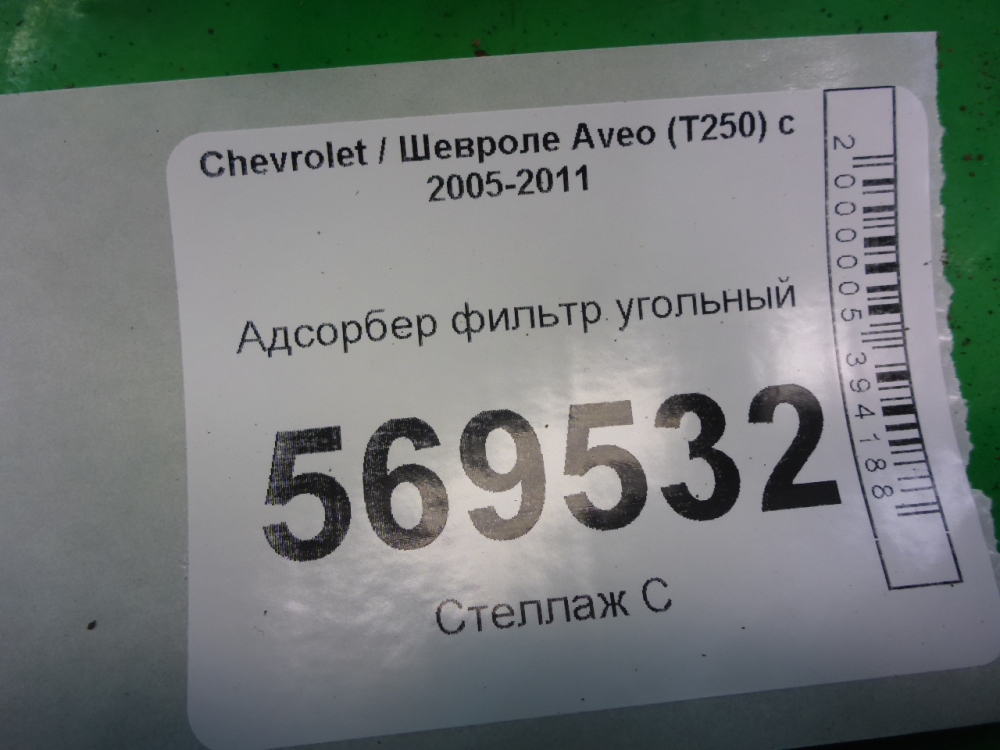 Chevrolet / Шевроле Aveo (T250) с
2005-2011
Адсорбер фильтр угольный
569532
Стеллаж С
2000005394188